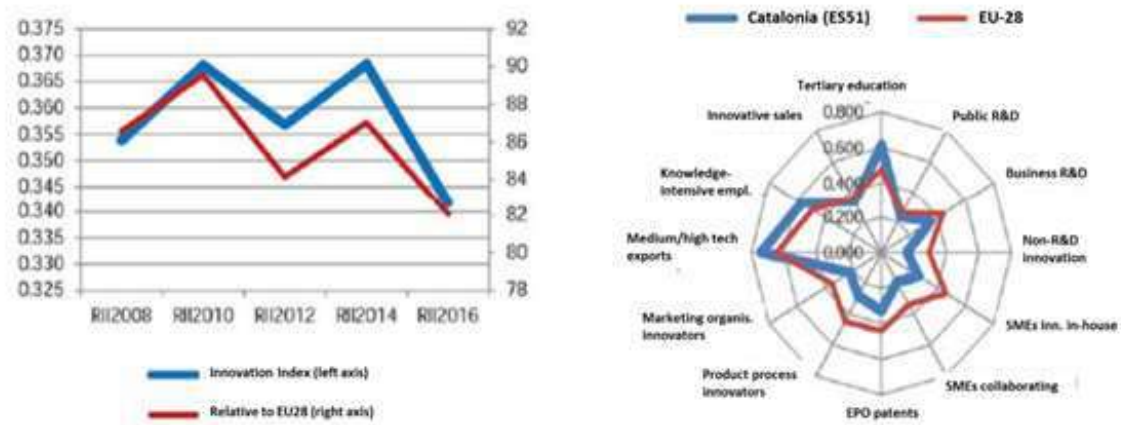 0.375
0.370
0.365
0.360
0.355
0.350
0.345
0.340
0.335
0.330
0.325
92
90
88
86
84
82
80
78
RII2008 RII2010 RII2012 RII2014 RII2016
Innovation Index (left axis)
Relative to EU28 (right axis)
Catalonia (ES51) EU-28
Tertiary education
0.800
0.600
0.400
0.200
0.000
Public R&D
Business R&D
Non-R&D
innovation
SMEs inn. in-house
SMEs collaborating
EPO patents
Product process
innovators
Marketing organis.
innovators
Medium/high tech
exports
Knowledge-
intensive empl.
Innovative sales